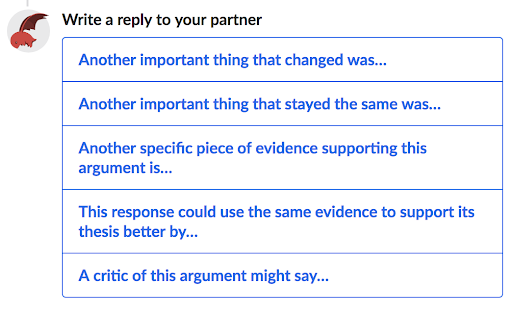 Write a reply to your partner
Another important thing that changed was...
Another important thing that stayed the same was...
Another specific piece of evidence supporting this
argument is...
This response could use the same evidence to support its
thesis better by...
A critic of this argument might say...